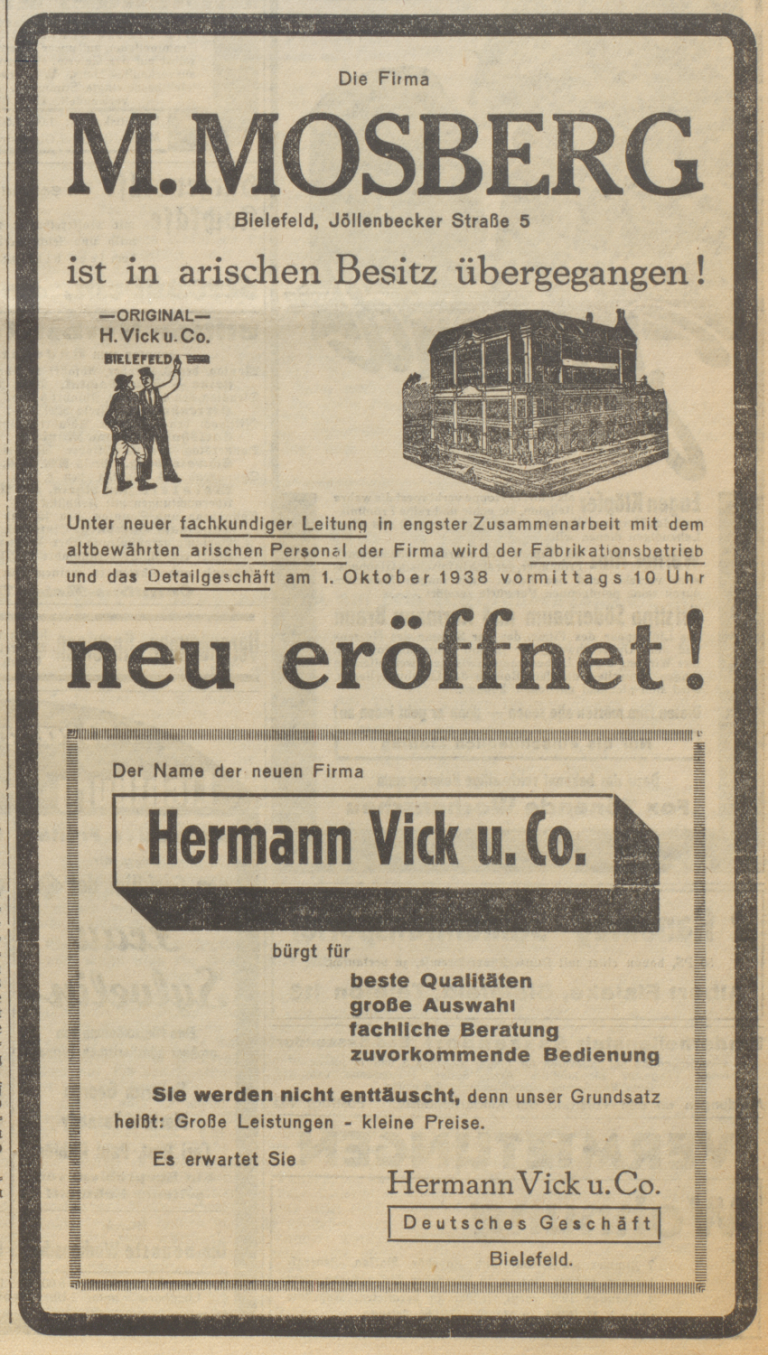 Die Firma
M. MOSBERG
Bielefeld, Jöllenbecker Straße 5
ist in arischen Besitz übergegangen!
—ORIGINAL—
H. Vick u. Co.
BIELEFELD
Unter neuer fachkundiger Leitung in engster Zusammenarbeit mit dem
altbewährten arischen Personal der Firma wird der Fabrikationsbetrieb
und das Detailgeschäft am 1. Oktober 1938 vormittags 10 Uhr
neu eröffnet!
Der Name der neuen Firma
Hermann Vick u. Co.
bürgt für
beste Qualitäten
große Auswahl
fachliche Beratung
zuvorkommende Bedienung
Sie werden nicht enttäuscht, denn unser Grundsatz
heißt: Große Leistungen - kleine Preise.
Es erwartet Sie
Hermann Vick u. Co.
Deutsches Geschäft
Bielefeld.